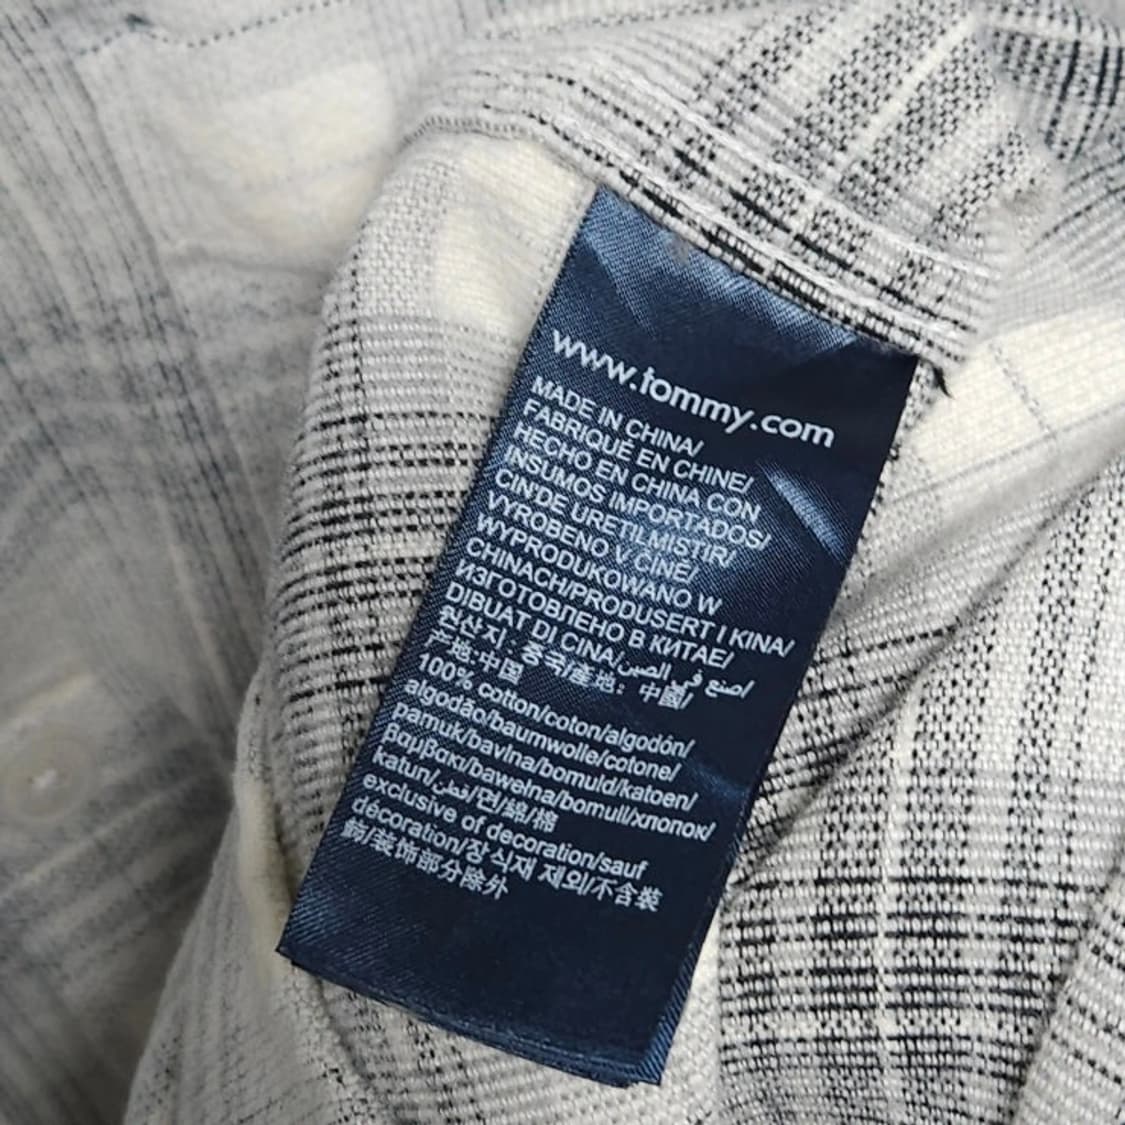 www.tommy.com
MADE IN CHINA/
FABRIQUÉ EN CHINE/
HECHO EN CHINA CON
INSUMOS IMPORTADOS/
CIN'DE URETILMISTIR/
VYROBENO V CINE/
WYPRODUKOWANO W
CHINACH/PRODUSERT I KINA/
ИЗГОТОВЛЕНО В КИТАЕ/
DIBUAT DI CINA/صنع في الصين/
원산지: 중국/產地: 中國/
产地:中国
100% cotton/coton/algodón/
algodão/baumwolle/cotone/
pamuk/bavlna/bomuld/katoen/
βαμβακι/bawełna/bomull/хлопок/
katun/قطن/면/綿/棉
exclusive of decoration/sauf
décoration/장식재 제외/不含裝
飾/装饰部分除外